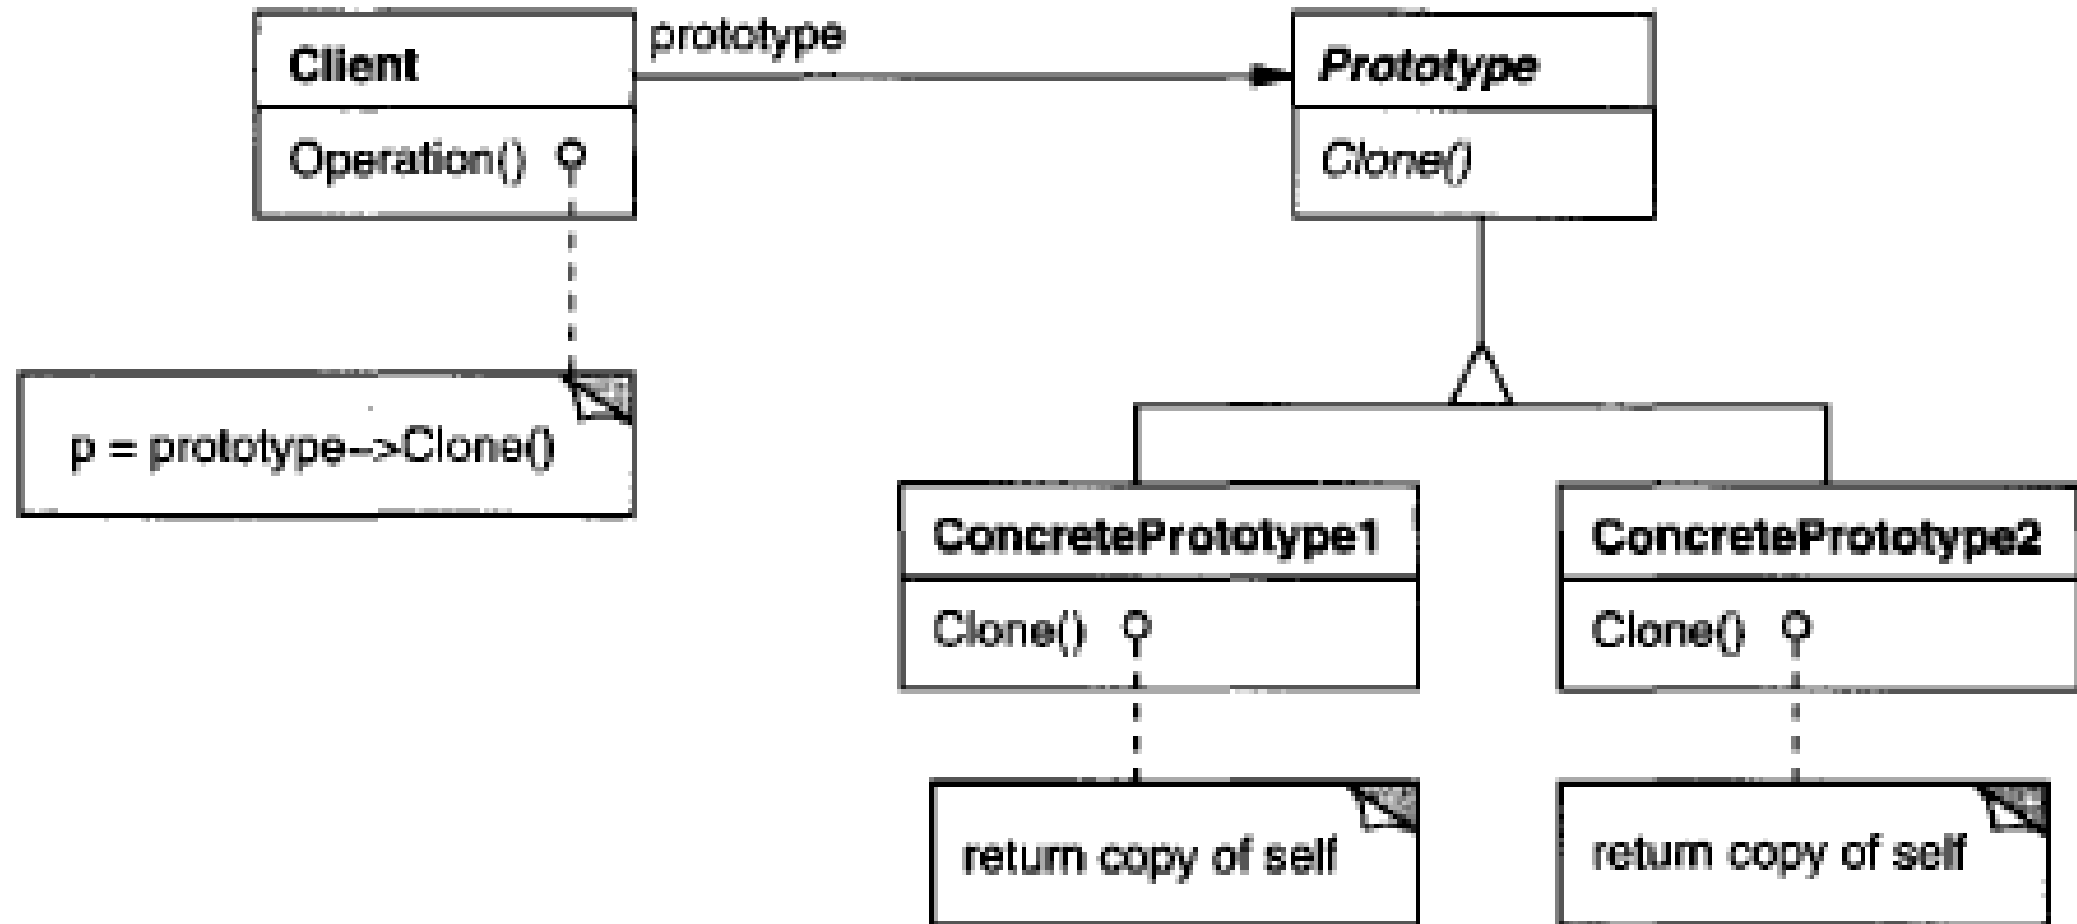 Client
prototype
Prototype
Operation()
Clone()
p = prototype->Clone()
ConcretePrototype1
ConcretePrototype2
Clone()
Clone()
return copy of self
return copy of self